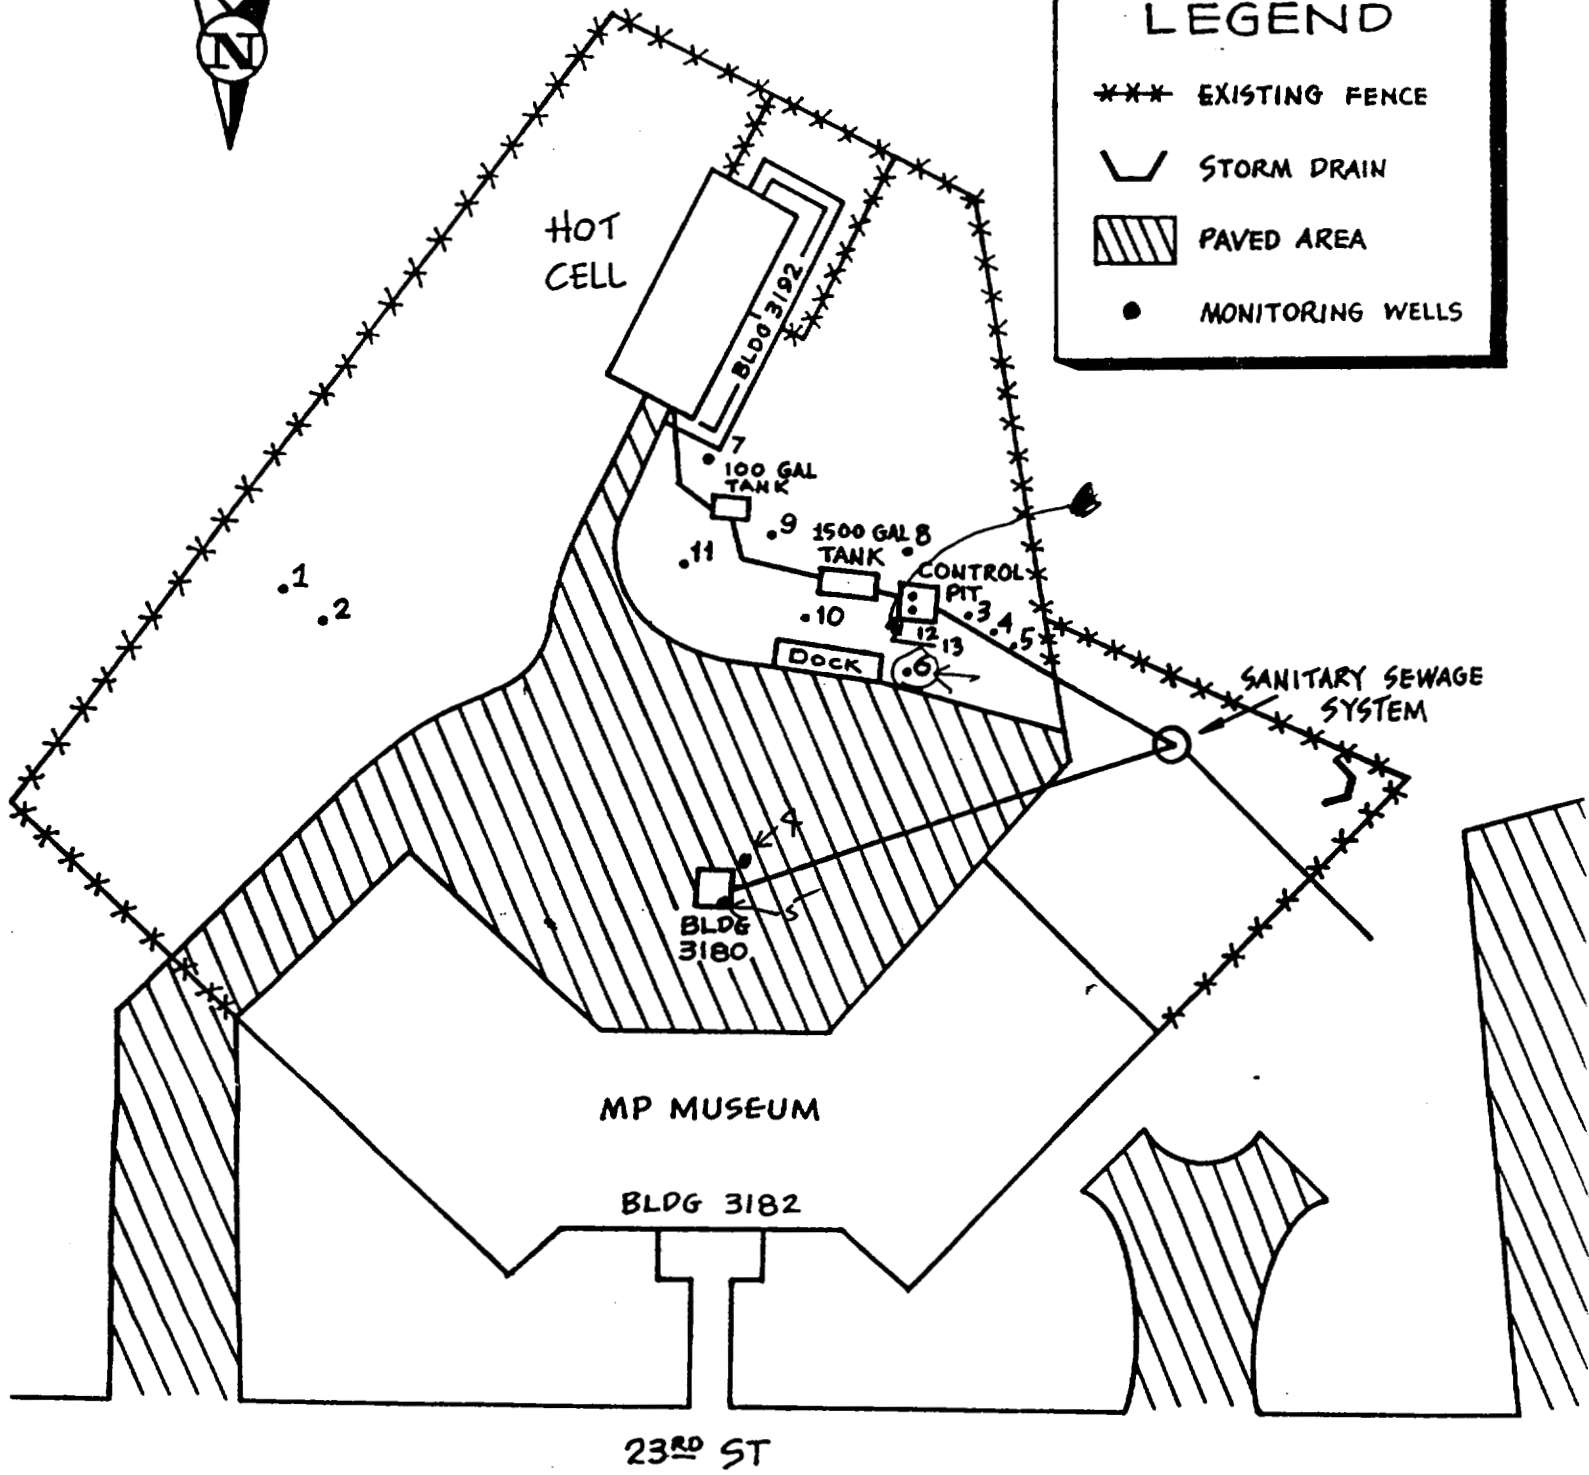 N
LEGEND
EXISTING FENCE
STORM DRAIN
PAVED AREA
MONITORING WELLS
HOT
CELL
BLDG 3192
7
100 GAL
TANK
9
1500 GAL
TANK
8
11
CONTROL
PIT
1
2
10
3
4
5
12
13
DOCK
6
SANITARY SEWAGE
SYSTEM
4
5
BLDG
3180
MP MUSEUM
BLDG 3182
23RD ST